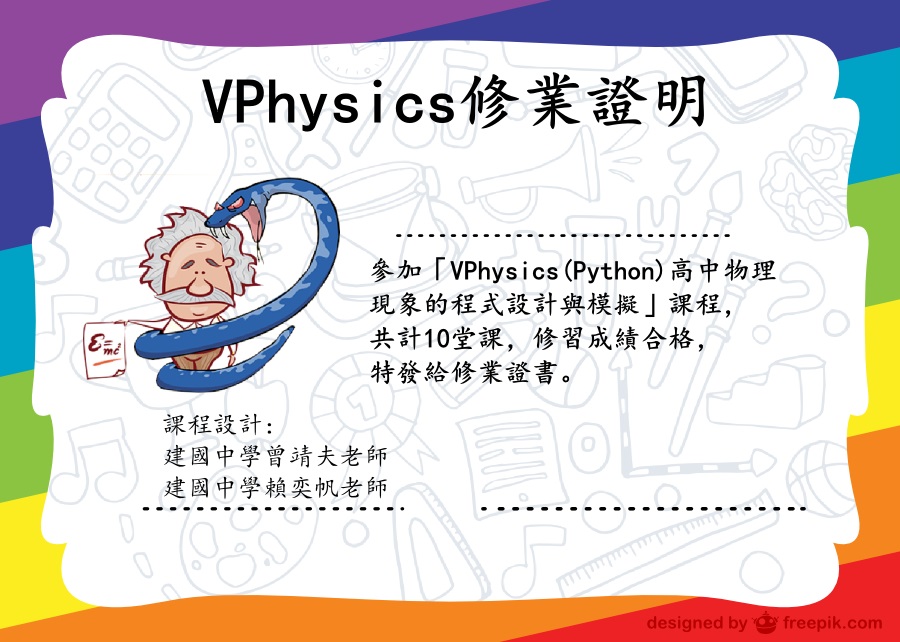 VPhysics修業證明
參加「VPhysics(Python)高中物理
現象的程式設計與模擬」課程，
共計10堂課，修習成績合格，
特發給修業證書。
ε=
mc²
課程設計：
建國中學曾靖夫老師
建國中學賴奕帆老師
designed by freepik.com